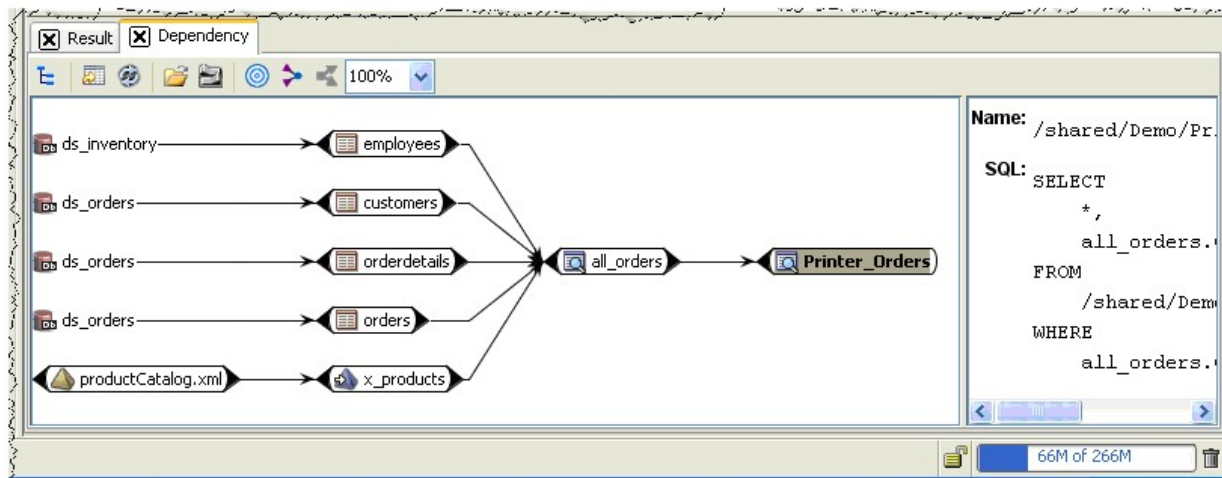 Result Dependency
100%
ds_inventory employees
ds_orders customers
ds_orders orderdetails all_orders Printer_Orders
ds_orders orders
productCatalog.xml x_products
Name: /shared/Demo/Pr
SQL: SELECT
*,
all_orders.
FROM
/shared/Dem
WHERE
all_orders.
66M of 266M